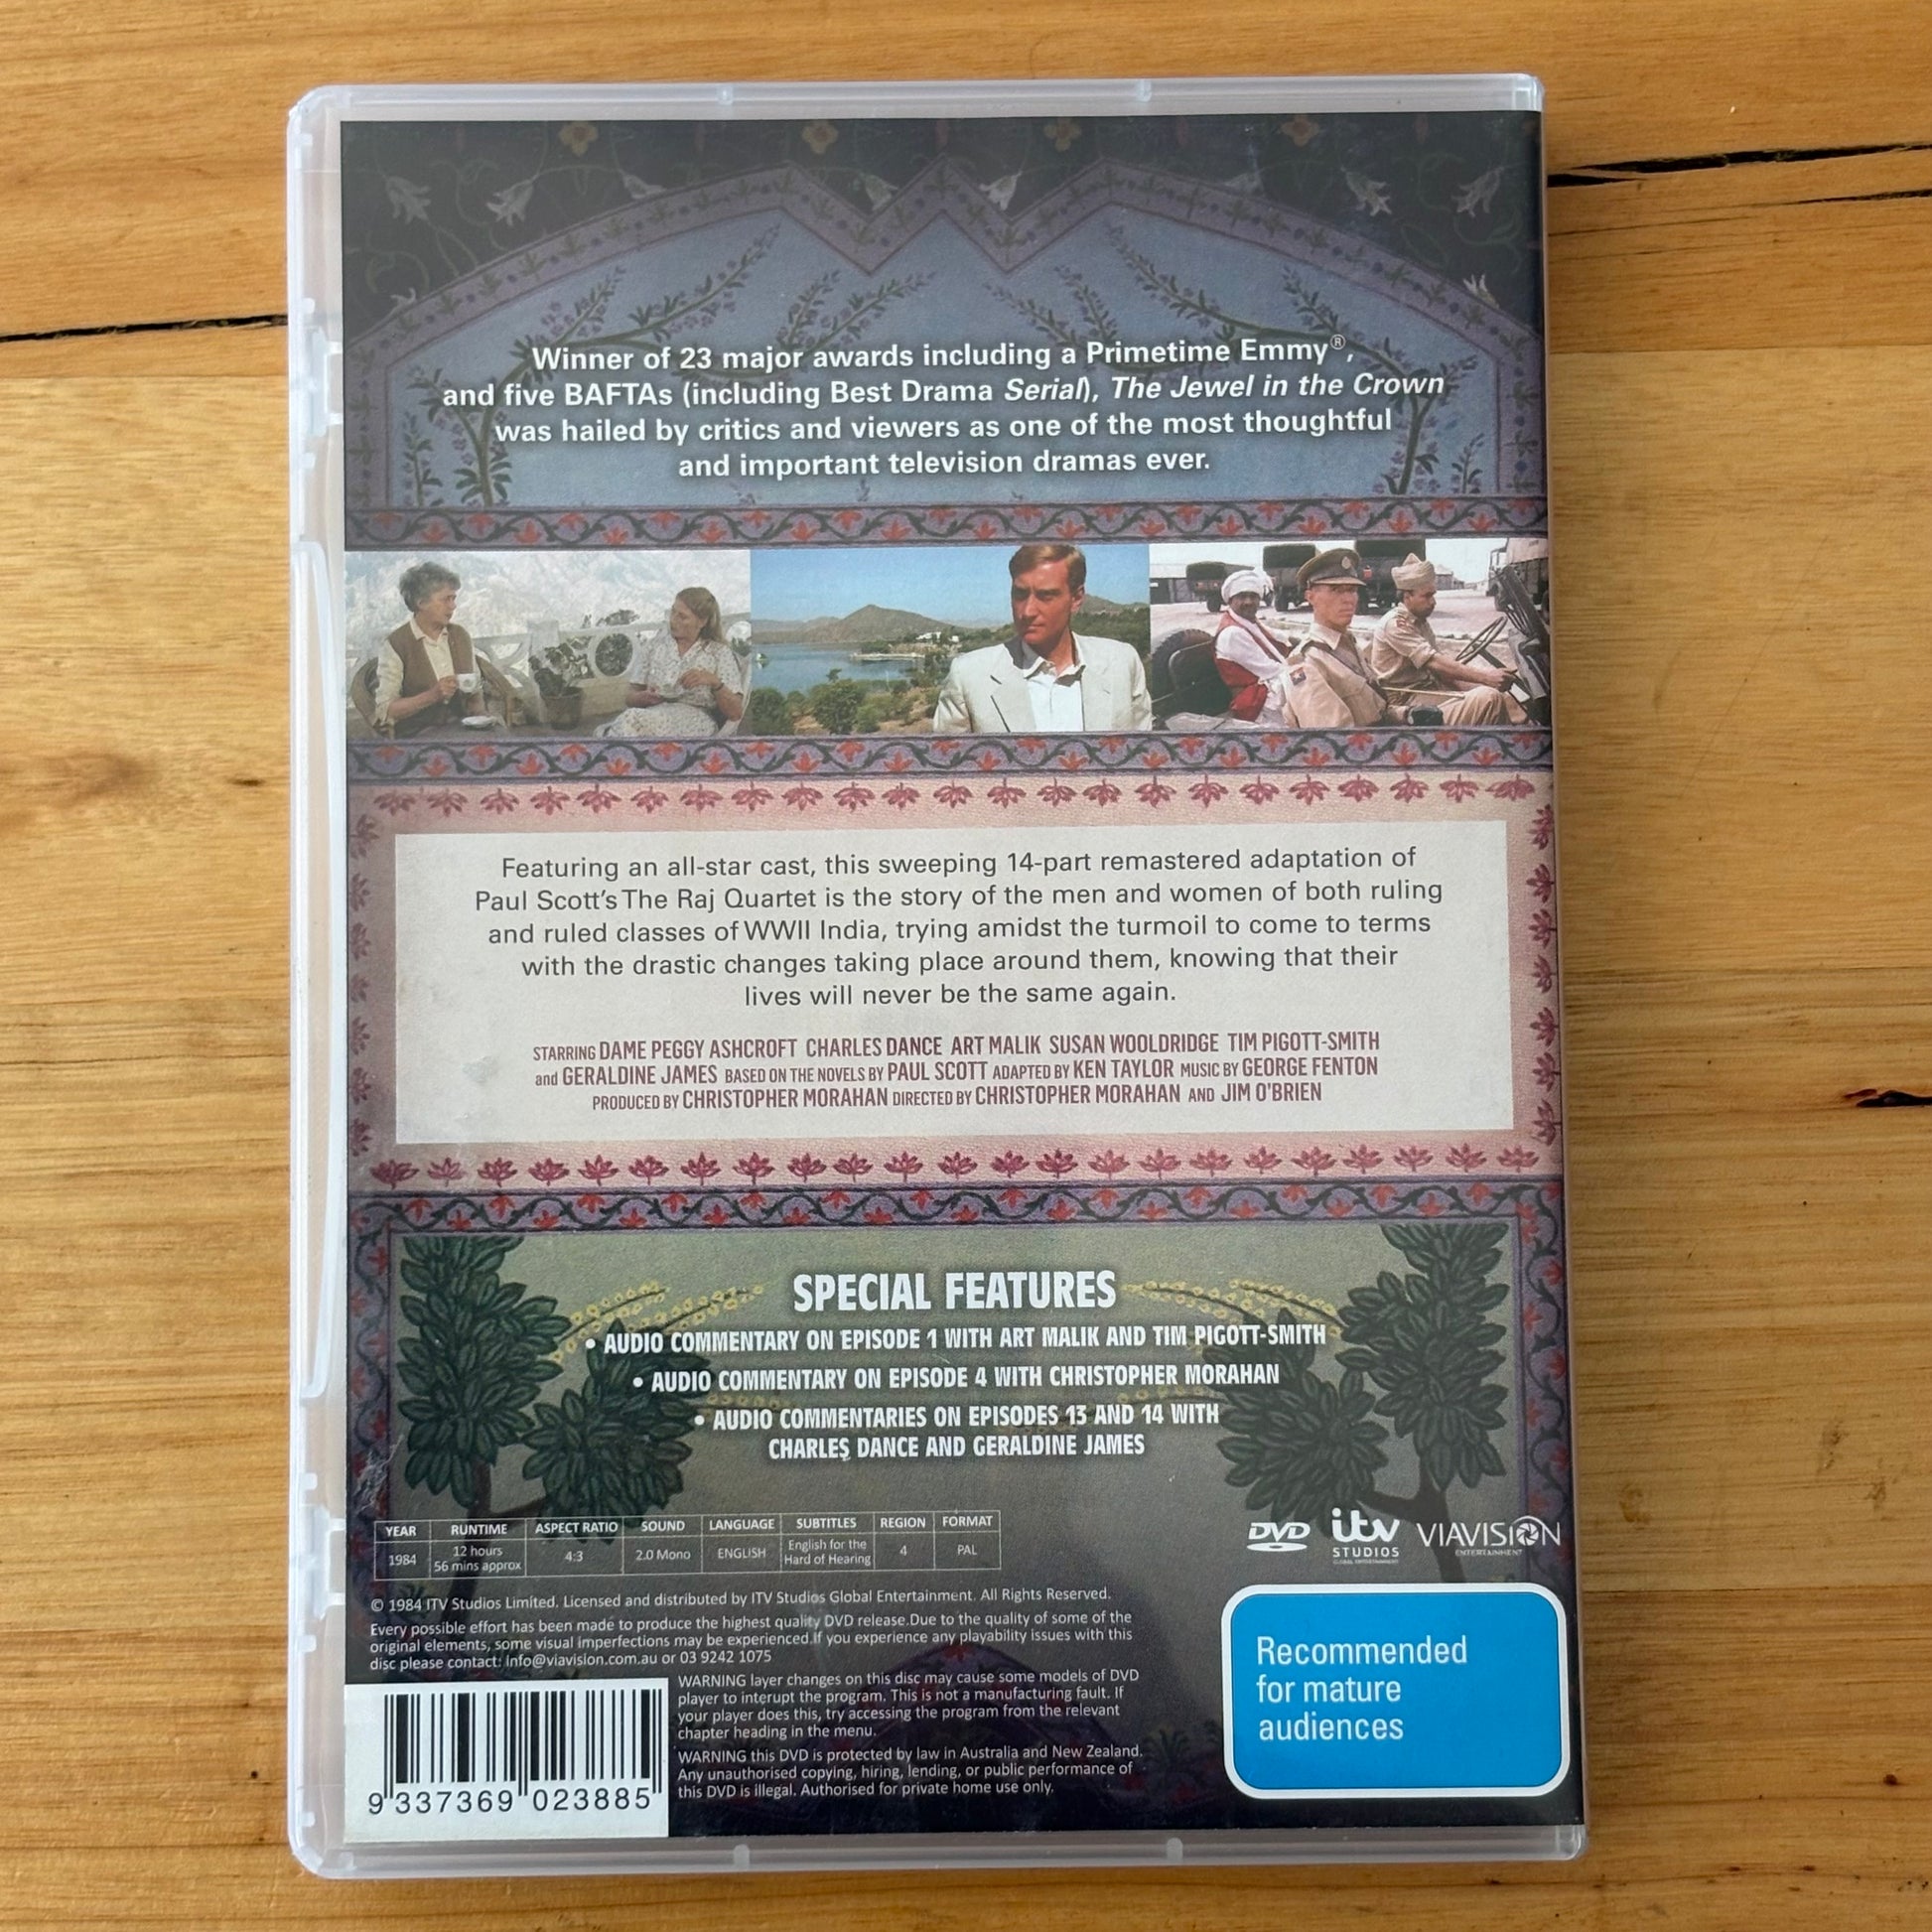 Winner of 23 major awards including a Primetime Emmy®,
and five BAFTAs (including Best Drama Serial), The Jewel in the Crown
was hailed by critics and viewers as one of the most thoughtful
and important television dramas ever.
Featuring an all-star cast, this sweeping 14-part remastered adaptation of
Paul Scott's The Raj Quartet is the story of the men and women of both ruling
and ruled classes of WWII India, trying amidst the turmoil to come to terms
with the drastic changes taking place around them, knowing that their
lives will never be the same again.
STARRING DAME PEGGY ASHCROFT CHARLES DANCE ART MALIK SUSAN WOOLDRIDGE TIM PIGOTT-SMITH
and GERALDINE JAMES BASED ON THE NOVELS BY PAUL SCOTT ADAPTED BY KEN TAYLOR MUSIC BY GEORGE FENTON
PRODUCED BY CHRISTOPHER MORAHAN DIRECTED BY CHRISTOPHER MORAHAN AND JIM O'BRIEN
SPECIAL FEATURES
• AUDIO COMMENTARY ON EPISODE 1 WITH ART MALIK AND TIM PIGOTT-SMITH
• AUDIO COMMENTARY ON EPISODE 4 WITH CHRISTOPHER MORAHAN
• AUDIO COMMENTARIES ON EPISODES 13 AND 14 WITH
CHARLES DANCE AND GERALDINE JAMES
YEAR RUNTIME ASPECT RATIO SOUND LANGUAGE SUBTITLES REGION FORMAT
1984 12 hours 56 mins approx 4:3 2.0 Mono ENGLISH English for the Hard of Hearing 4 PAL
DVD itv STUDIOS GLOBAL ENTERTAINMENT VIAVISION ENTERTAINMENT
© 1984 ITV Studios Limited. Licensed and distributed by ITV Studios Global Entertainment. All Rights Reserved.
Every possible effort has been made to produce the highest quality DVD release.Due to the quality of some of the
original elements, some visual imperfections may be experienced.If you experience any playability issues with this
disc please contact: Info@viavision.com.au or 03 9242 1075
WARNING layer changes on this disc may cause some models of DVD
player to interupt the program. This is not a manufacturing fault. If
your player does this, try accessing the program from the relevant
chapter heading in the menu.
WARNING this DVD is protected by law in Australia and New Zealand.
Any unauthorised copying, hiring, lending, or public performance of
this DVD is illegal. Authorised for private home use only.
9 337369 023885
Recommended
for mature
audiences